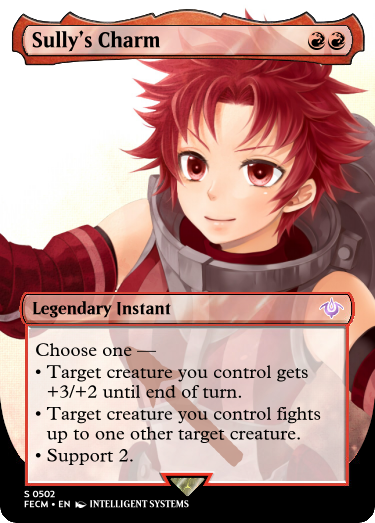 Sully's Charm
Legendary Instant
Choose one —
• Target creature you control gets
+3/+2 until end of turn.
• Target creature you control fights
up to one other target creature.
• Support 2.
S 0502
FECM • EN INTELLIGENT SYSTEMS